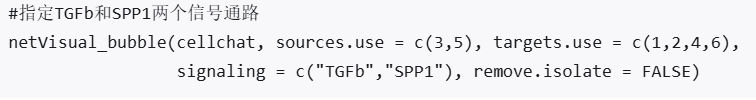 #指定TGFb和SPP1两个信号通路
netVisual_bubble(cellchat, sources.use = c(3,5), targets.use = c(1,2,4,6),
                 signaling = c("TGFb","SPP1"), remove.isolate = FALSE)